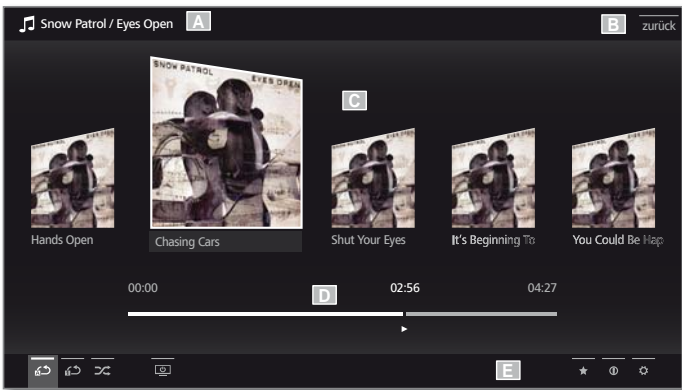 Snow Patrol / Eyes Open A B zurück
SNOW PATROL EYES OPEN
C
Hands Open Chasing Cars Shut Your Eyes It's Beginning To You Could Be Hap
00:00 D 02:56 04:27
E